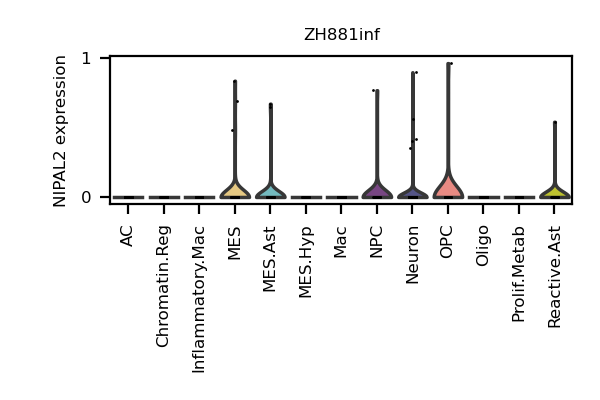 ZH881inf
NIPAL2 expression
1
0
AC
Chromatin.Reg
Inflammatory.Mac
MES
MES.Ast
MES.Hyp
Mac
NPC
Neuron
OPC
Oligo
Prolif.Metab
Reactive.Ast